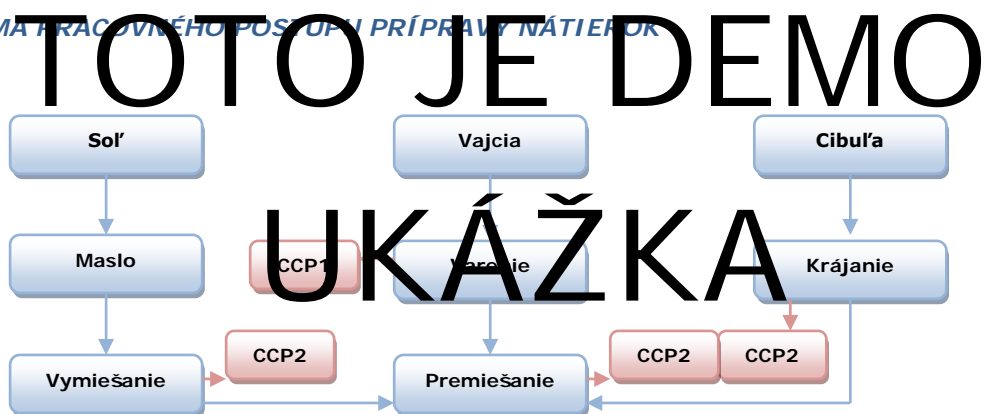 MA PRACOVNÉHO POSTUPU PRÍPRAVY NÁTIEROK
TOTO JE DEMO
Soľ Vajcia Cibuľa
UKÁŽKA
Maslo CCP1 Varenie Krájanie
CCP2 CCP2 CCP2
Vymiešanie Premiešanie